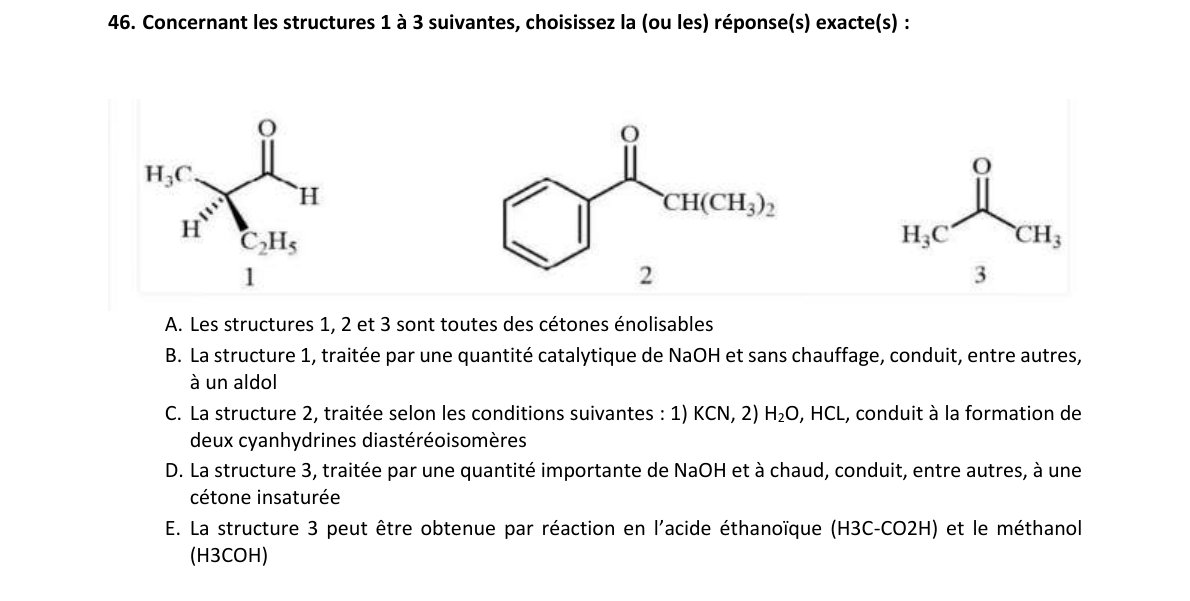 46. Concernant les structures 1 à 3 suivantes, choisissez la (ou les) réponse(s) exacte(s) :
O
H₃C
H
H
C₂H₅
1
O
CH(CH₃)₂
2
O
H₃C
CH₃
3
A. Les structures 1, 2 et 3 sont toutes des cétones énolisables
B. La structure 1, traitée par une quantité catalytique de NaOH et sans chauffage, conduit, entre autres,
à un aldol
C. La structure 2, traitée selon les conditions suivantes : 1) KCN, 2) H₂O, HCL, conduit à la formation de
deux cyanhydrines diastéréoisomères
D. La structure 3, traitée par une quantité importante de NaOH et à chaud, conduit, entre autres, à une
cétone insaturée
E. La structure 3 peut être obtenue par réaction en l’acide éthanoïque (H3C-CO2H) et le méthanol
(H3COH)